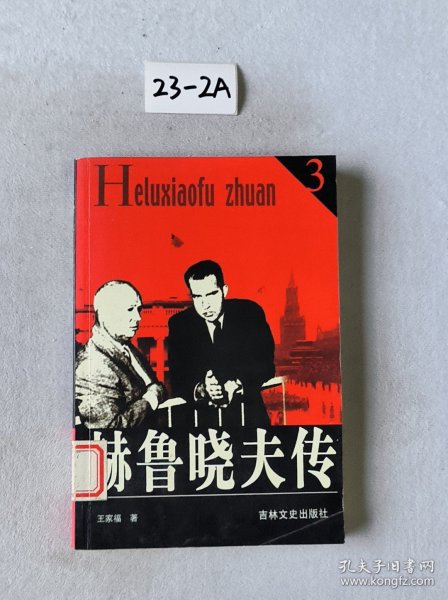 23-2A
3
Heluxiaofu zhuan
赫鲁晓夫传
王家福 著
吉林文史出版社
孔夫子旧书网
www.kongfz.com